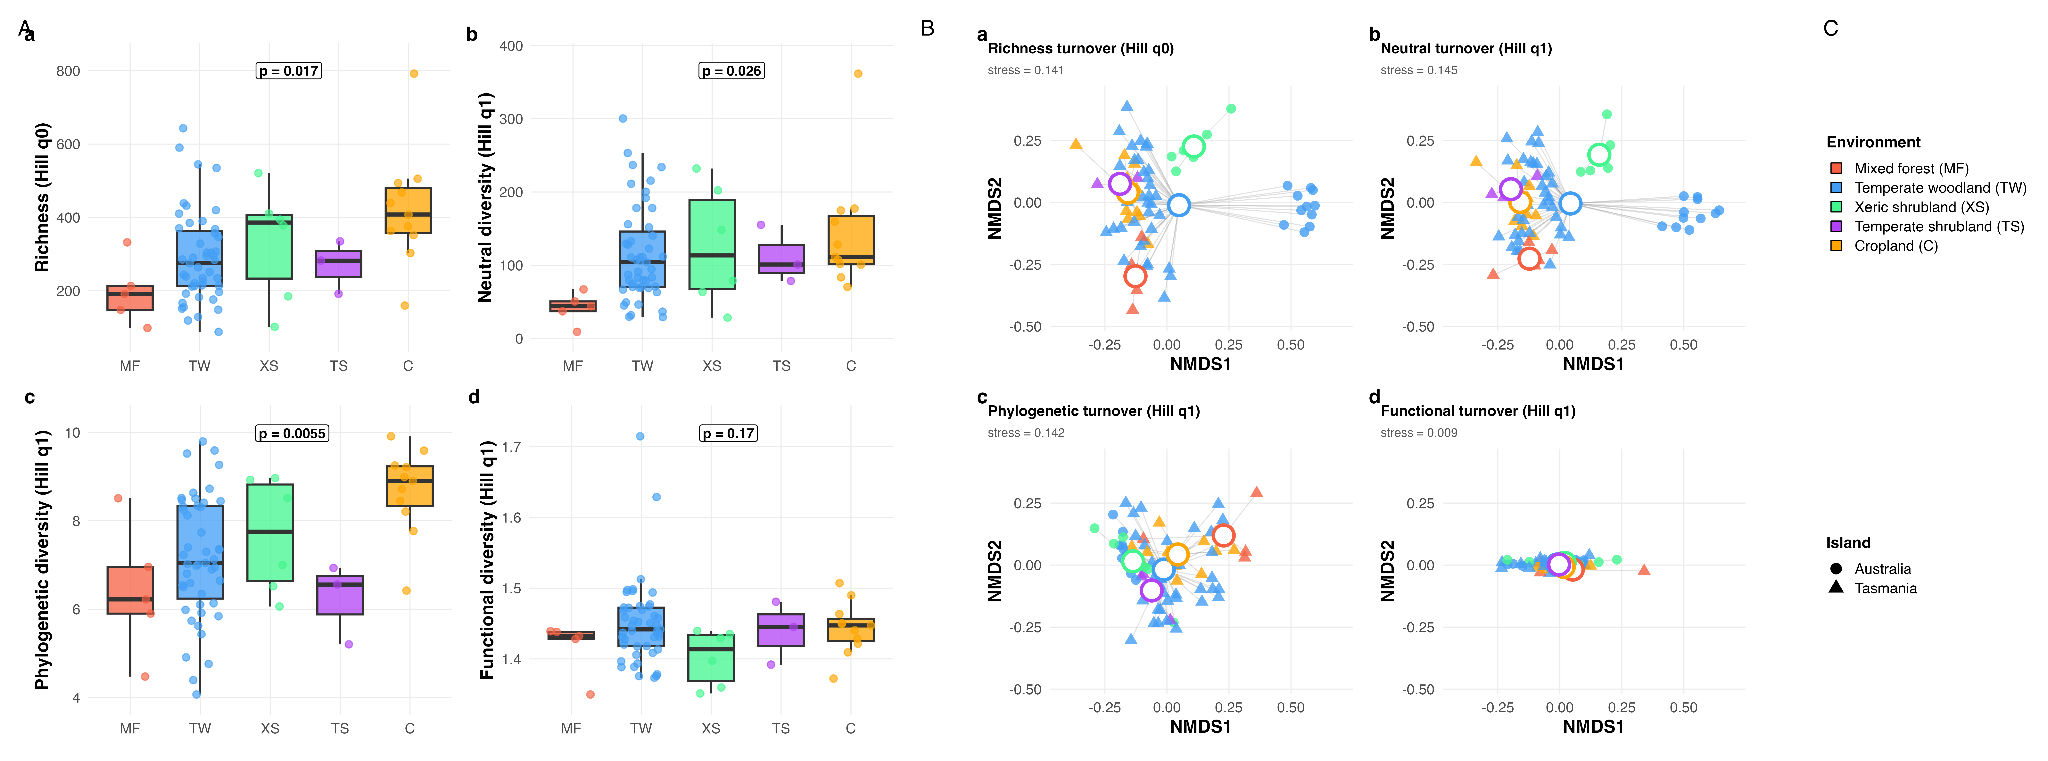 A
a
p = 0.017
Richness (Hill q0)
800
600
400
200
MF TW XS TS C
b
p = 0.026
Neutral diversity (Hill q1)
400
300
200
100
0
MF TW XS TS C
c
p = 0.0055
Phylogenetic diversity (Hill q1)
10
8
6
4
MF TW XS TS C
d
p = 0.17
Functional diversity (Hill q1)
1.7
1.6
1.5
1.4
MF TW XS TS C
B
a
Richness turnover (Hill q0)
stress = 0.141
NMDS2
0.25
0.00
-0.25
-0.50
-0.25 0.00 0.25 0.50
NMDS1
b
Neutral turnover (Hill q1)
stress = 0.145
NMDS2
0.25
0.00
-0.25
-0.50
-0.25 0.00 0.25 0.50
NMDS1
c
Phylogenetic turnover (Hill q1)
stress = 0.142
NMDS2
0.25
0.00
-0.25
-0.50
-0.25 0.00 0.25 0.50
NMDS1
d
Functional turnover (Hill q1)
stress = 0.009
NMDS2
0.25
0.00
-0.25
-0.50
-0.25 0.00 0.25 0.50
NMDS1
C
Environment
Mixed forest (MF)
Temperate woodland (TW)
Xeric shrubland (XS)
Temperate shrubland (TS)
Cropland (C)
Island
Australia
Tasmania